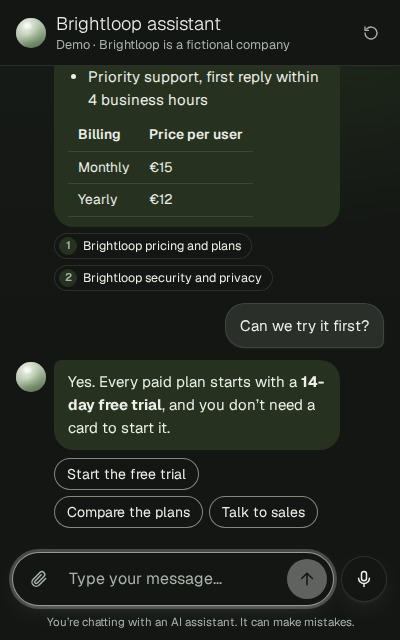 Brightloop assistant
Demo · Brightloop is a fictional company
• Priority support, first reply within
4 business hours
Billing Price per user
Monthly €15
Yearly €12
1 Brightloop pricing and plans
2 Brightloop security and privacy
Can we try it first?
Yes. Every paid plan starts with a 14-
day free trial, and you don’t need a
card to start it.
Start the free trial
Compare the plans Talk to sales
Type your message...
You’re chatting with an AI assistant. It can make mistakes.